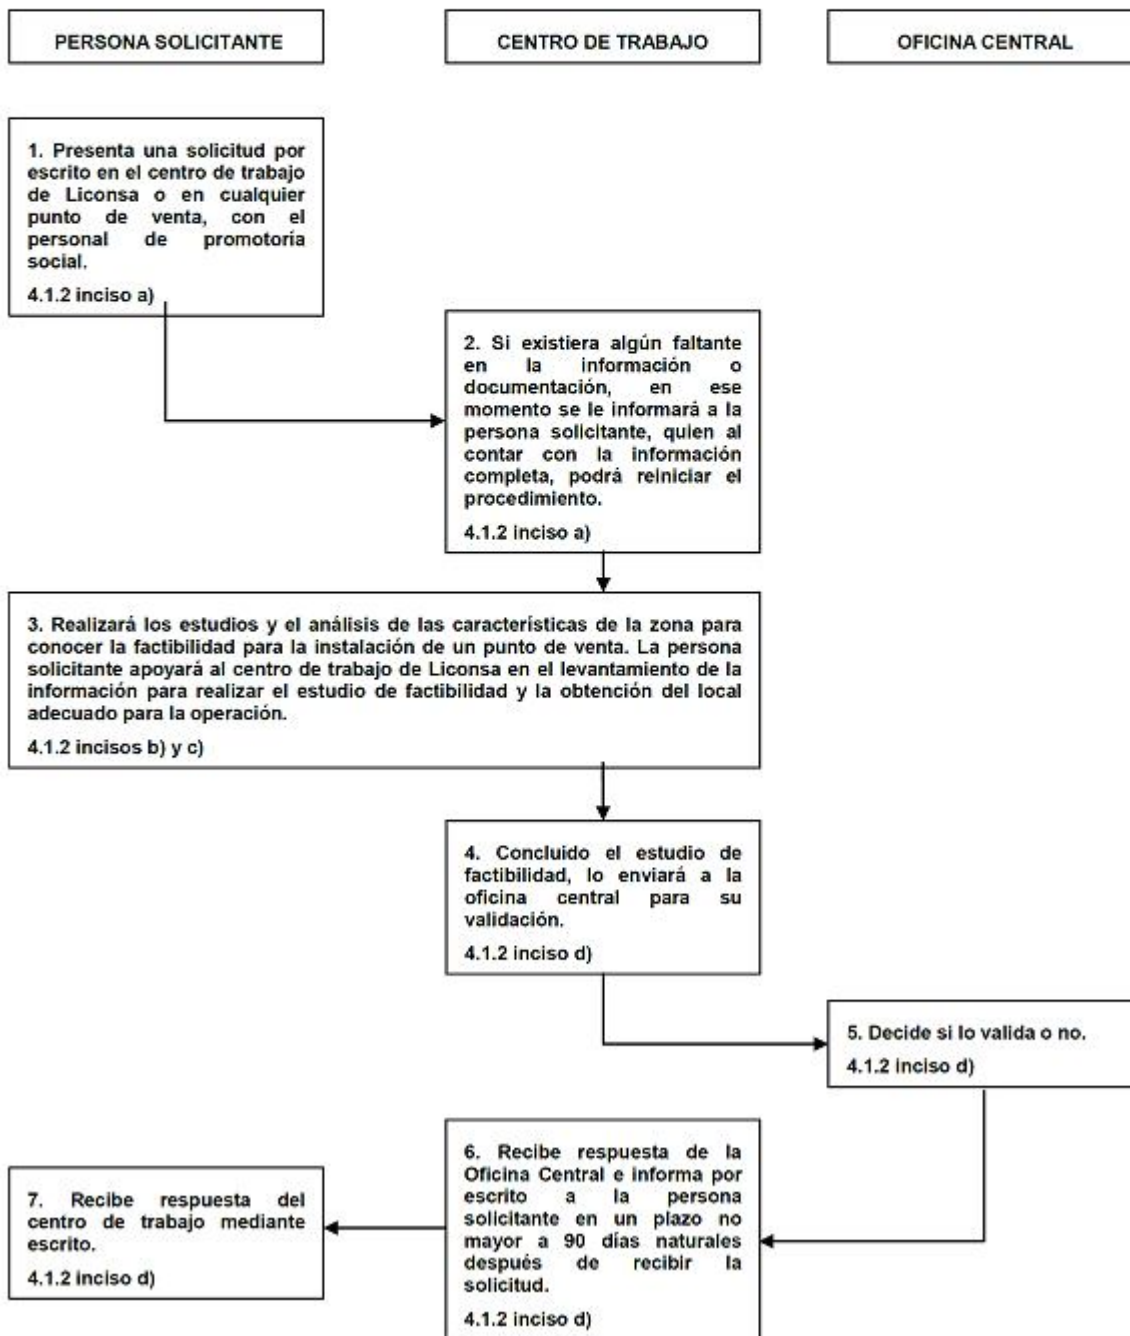 PERSONA SOLICITANTE
CENTRO DE TRABAJO
OFICINA CENTRAL
1. Presenta una solicitud por
escrito en el centro de trabajo
de Liconsa o en cualquier
punto de venta, con el
personal de promotoría
social.
4.1.2 inciso a)
2. Si existiera algún faltante
en la información o
documentación, en ese
momento se le informará a la
persona solicitante, quien al
contar con la información
completa, podrá reiniciar el
procedimiento.
4.1.2 inciso a)
3. Realizará los estudios y el análisis de las características de la zona para
conocer la factibilidad para la instalación de un punto de venta. La persona
solicitante apoyará al centro de trabajo de Liconsa en el levantamiento de la
información para realizar el estudio de factibilidad y la obtención del local
adecuado para la operación.
4.1.2 incisos b) y c)
4. Concluido el estudio de
factibilidad, lo enviará a la
oficina central para su
validación.
4.1.2 inciso d)
5. Decide si lo valida o no.
4.1.2 inciso d)
6. Recibe respuesta de la
Oficina Central e informa por
escrito a la persona
solicitante en un plazo no
mayor a 90 días naturales
después de recibir la
solicitud.
4.1.2 inciso d)
7. Recibe respuesta del
centro de trabajo mediante
escrito.
4.1.2 inciso d)